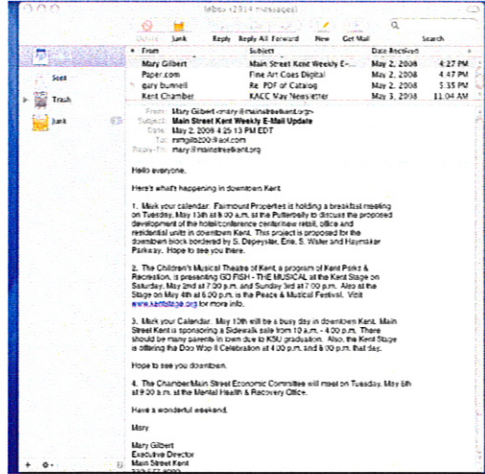 Inbox (2914 messages)
Delete Junk Reply Reply All Forward New Get Mail Search
From Subject Date Received
Mary Gilbert Main Street Kent Weekly E-... May 2, 2008 4:27 PM
Paper.com Fine Art Goes Digital May 2, 2008 4:47 PM
gary bunnell Re: PDF of Catalog May 2, 2008 5:35 PM
Kent Chamber KACC May Newsletter May 3, 2008 11:04 AM
Sent
Trash
Junk
From: Mary Gilbert <mary@mainstreetkent.org>
Subject: Main Street Kent Weekly E-Mail Update
Date: May 2, 2008 4:25:13 PM EDT
To:
Reply-To: mary@mainstreetkent.org
Hello everyone,
Here's what's happening in downtown Kent:
1. Mark your calendar: Fairmount Properties is holding a breakfast meeting
on Tuesday, May 13th at 8:00 a.m. at the Pufferbelly to discuss the proposed
development of the hotel/conference center/new retail, office and
residential units in downtown Kent. This project is proposed for the
downtown block bordered by S. Depeyster, Erie, S. Water and Haymaker
Parkway. Hope to see you there.
2. The Children's Musical Theatre of Kent, a program of Kent Parks &
Recreation, is presenting GO FISH - THE MUSICAL at the Kent Stage on
Saturday, May 2nd at 7:00 p.m. and Sunday 3rd at 7:00 p.m. Also at the
Stage on May 4th at 6:00 p.m. is the Peace & Musical Festival. Visit
www.kentstage.org for more info.
3. Mark your Calendar: May 10th will be a busy day in downtown Kent. Main
Street Kent is sponsoring a Sidewalk sale from 10 a.m. - 4:00 p.m. There
should be many parents in town due to KSU graduation. Also, the Kent Stage
is offering the Doo Wop II Celebration at 4:00 p.m. and 8:00 p.m. that day.
Hope to see you downtown.
4. The Chamber/Main Street Economic Committee will meet on Tuesday, May 6th
at 9:00 a.m. at the Mental Health & Recovery Office.
Have a wonderful weekend.
Mary
Mary Gilbert
Executive Director
Main Street Kent